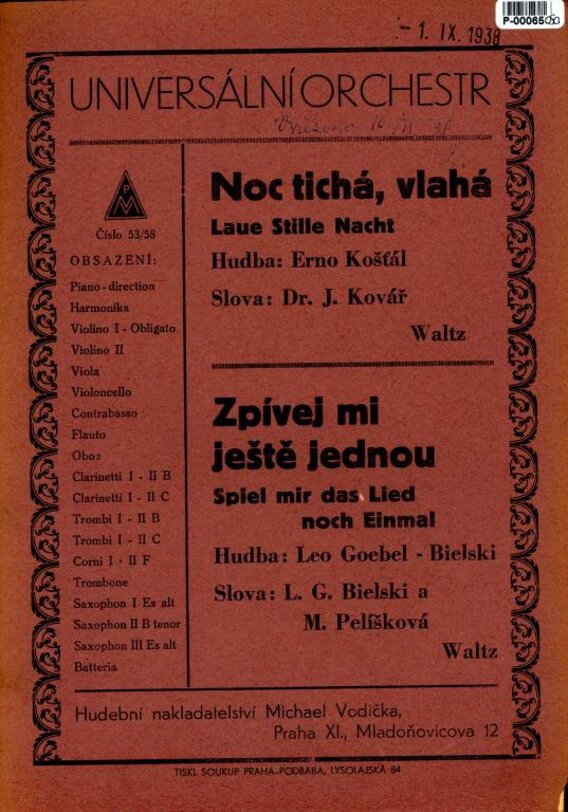 P-00065
- 1. IX. 1938
UNIVERSÁLNÍ ORCHESTR
PMV
Číslo 53/58
OBSAZENÍ:
Piano-direction
Harmonika
Violino I - Obligato
Violino II
Viola
Violoncello
Contrabasso
Flauto
Oboe
Clarinetti I - II B
Clarinetti I - II C
Trombi I - II B
Trombi I - II C
Corni I - II F
Trombone
Saxophon I Es alt
Saxophon II B tenor
Saxophon III Es alt
Batteria
Noc tichá, vlahá
Laue Stille Nacht
Hudba: Erno Košťál
Slova: Dr. J. Kovář
Waltz
Zpívej mi
ještě jednou
Spiel mir das Lied
noch Einmal
Hudba: Leo Goebel - Bielski
Slova: L. G. Bielski a
M. Pelíšková
Waltz
Hudební nakladatelství Michael Vodička,
Praha XI., Mladoňovicova 12
TISKL SOUKUP PRAHA-PODBABA, LYSOLAJSKÁ 84